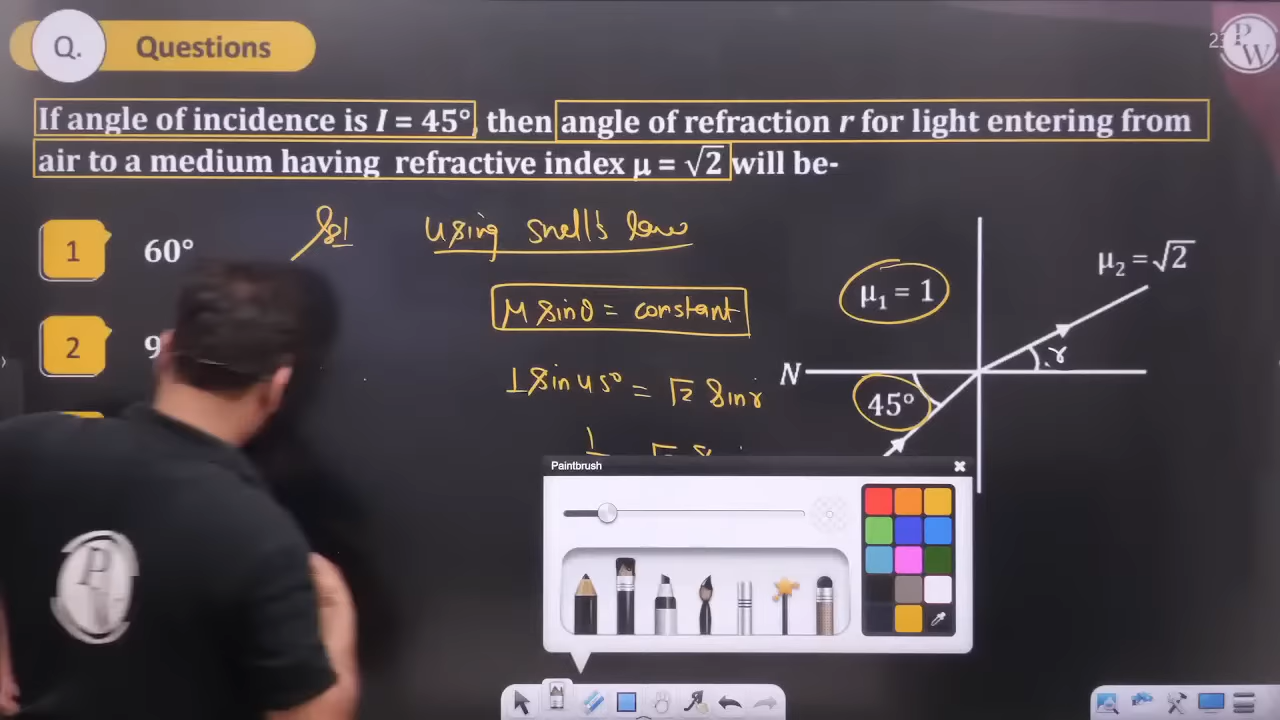 Q. Questions
If angle of incidence is I = 45°, then angle of refraction r for light entering from
air to a medium having refractive index μ = √2 will be-
Sol
Using snell's law
1 60°
μ sinθ = constant
μ₁ = 1
μ₂ = √2
2 9
1 sin 45° = √2 sin r
N
45°
r
1
Paintbrush
P
W